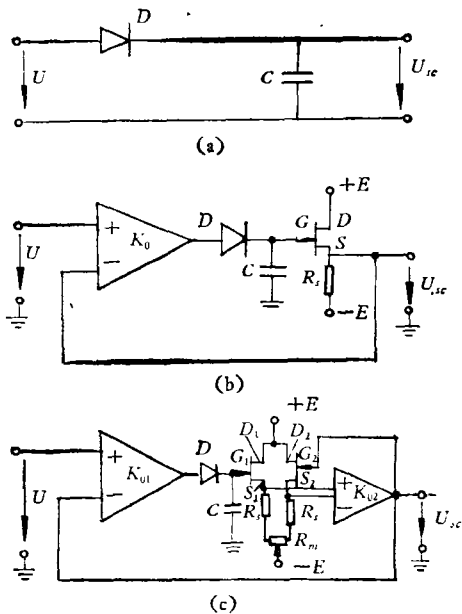 D
U
C
U_sc
(a)
+E
K_0
D
G
D
S
U
C
R_s
U_sc
-E
(b)
+E
D_1
D_2
K_01
D
G_1
G_2
S_1
S_2
U
C
R_s
R_s
K_02
R_m
U_sc
-E
(c)
+
-
+
-
+
-